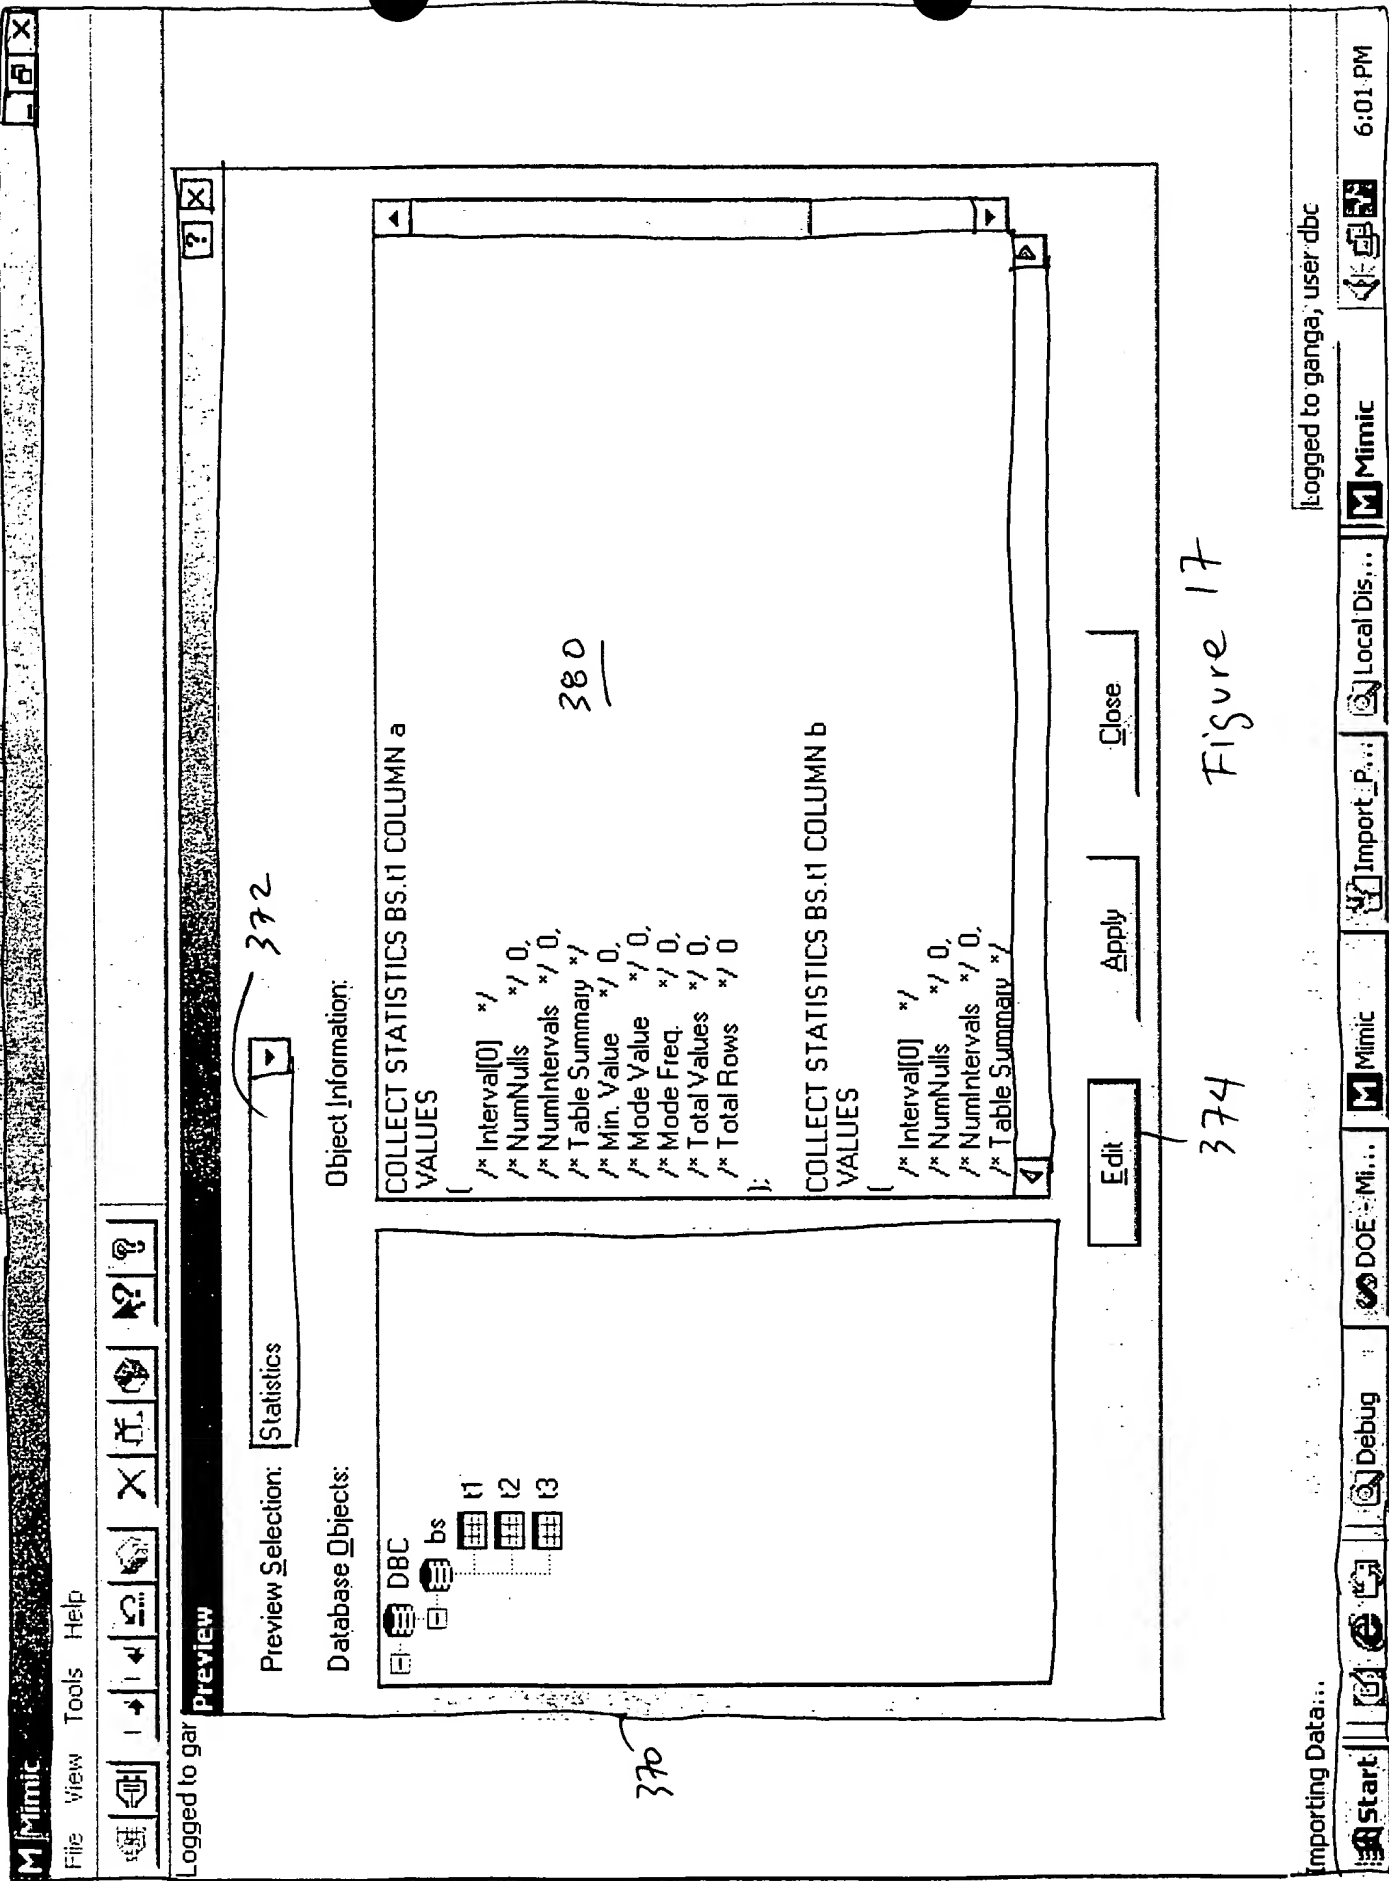 M Mimic
File View Tools Help
Logged to gar
Preview
? X
Preview Selection: Statistics
372
Database Objects:
Object Information:
DBC
bs
t1
t2
t3
COLLECT STATISTICS BS.t1 COLUMN a
VALUES
(
/* Interval[0] */
/* NumNulls */ 0,
/* NumIntervals */ 0,
/* Table Summary */
/* Min. Value */ 0,
/* Mode Value */ 0,
/* Mode Freq. */ 0,
/* Total Values */ 0,
/* Total Rows */ 0
);
COLLECT STATISTICS BS.t1 COLUMN b
VALUES
(
/* Interval[0] */
/* NumNulls */ 0,
/* NumIntervals */ 0,
/* Table Summary */
380
370
Edit Apply Close
374
Figure 17
Importing Data...
Logged to ganga, user dbc
Start Debug DOE - Mi... M Mimic Import_P... Local Dis... M Mimic 6:01 PM